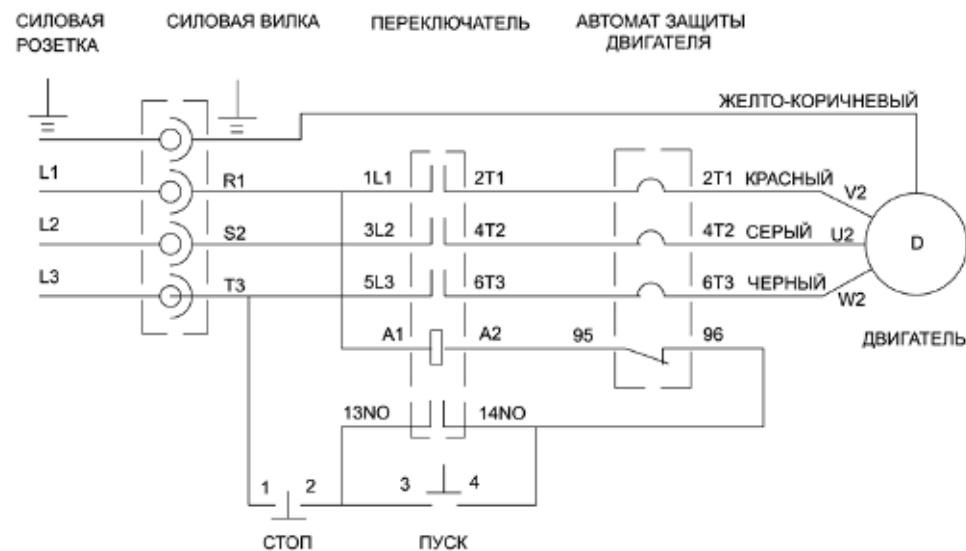 СИЛОВАЯ РОЗЕТКА
СИЛОВАЯ ВИЛКА
ПЕРЕКЛЮЧАТЕЛЬ
АВТОМАТ ЗАЩИТЫ ДВИГАТЕЛЯ
ЖЕЛТО-КОРИЧНЕВЫЙ
L1 R1 1L1 2T1 2T1 КРАСНЫЙ V2
L2 S2 3L2 4T2 4T2 СЕРЫЙ U2 D
L3 T3 5L3 6T3 6T3 ЧЕРНЫЙ W2
A1 A2 95 96 ДВИГАТЕЛЬ
13NO 14NO
1 2 3 4
СТОП ПУСК